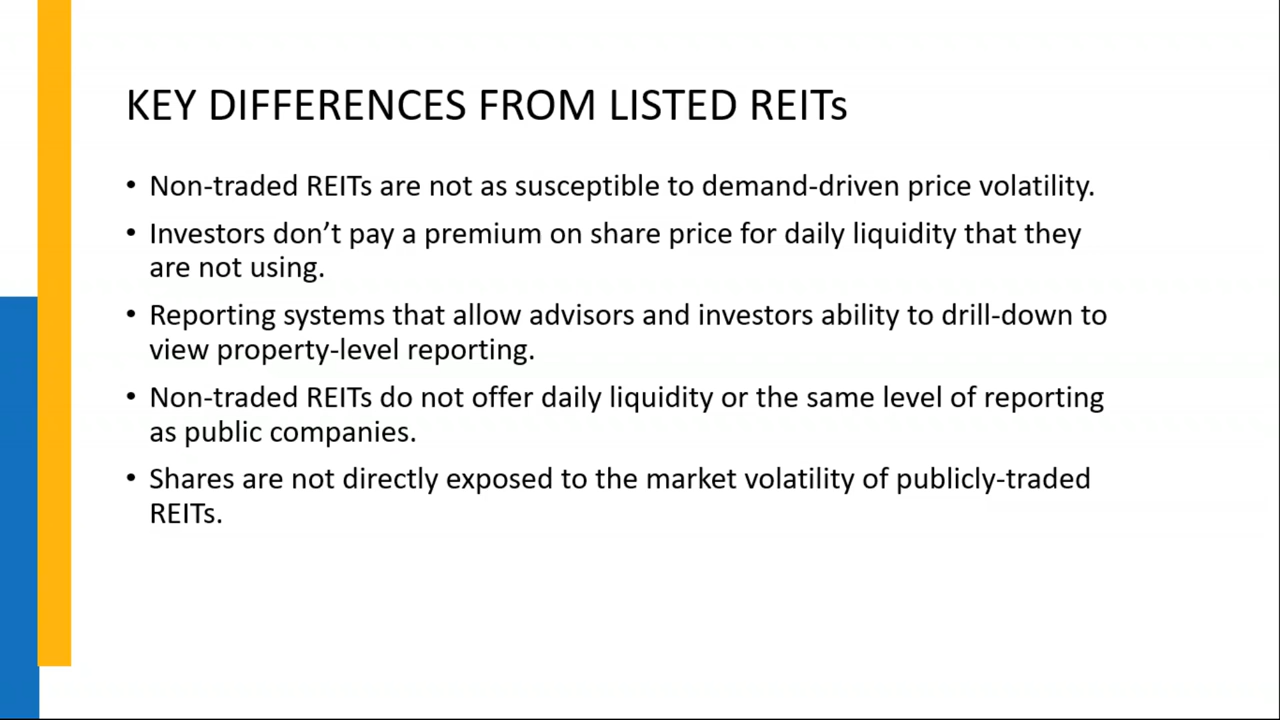 KEY DIFFERENCES FROM LISTED REITs
• Non-traded REITs are not as susceptible to demand-driven price volatility.
• Investors don’t pay a premium on share price for daily liquidity that they
are not using.
• Reporting systems that allow advisors and investors ability to drill-down to
view property-level reporting.
• Non-traded REITs do not offer daily liquidity or the same level of reporting
as public companies.
• Shares are not directly exposed to the market volatility of publicly-traded
REITs.